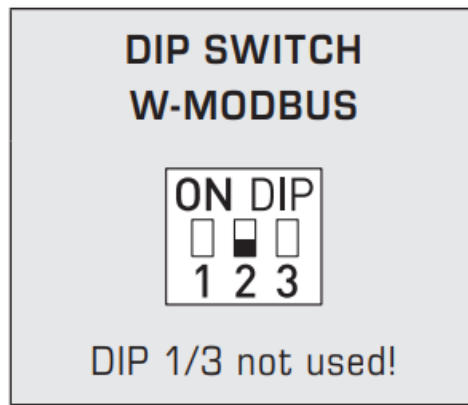 DIP SWITCH
W-MODBUS
ON DIP
1 2 3
DIP 1/3 not used!